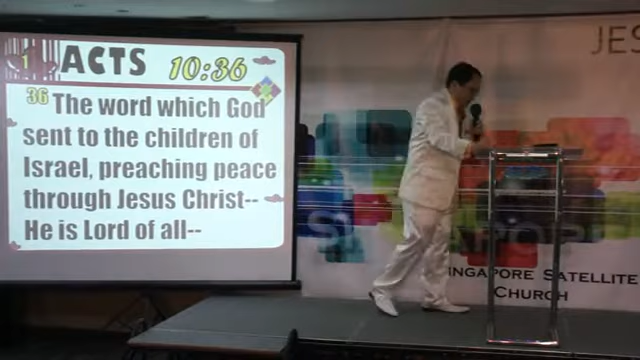 1 ACTS 10:36
36 The word which God
sent to the children of
Israel, preaching peace
through Jesus Christ--
He is Lord of all--
JES
SINGAPORE SATELLITE
CHURCH